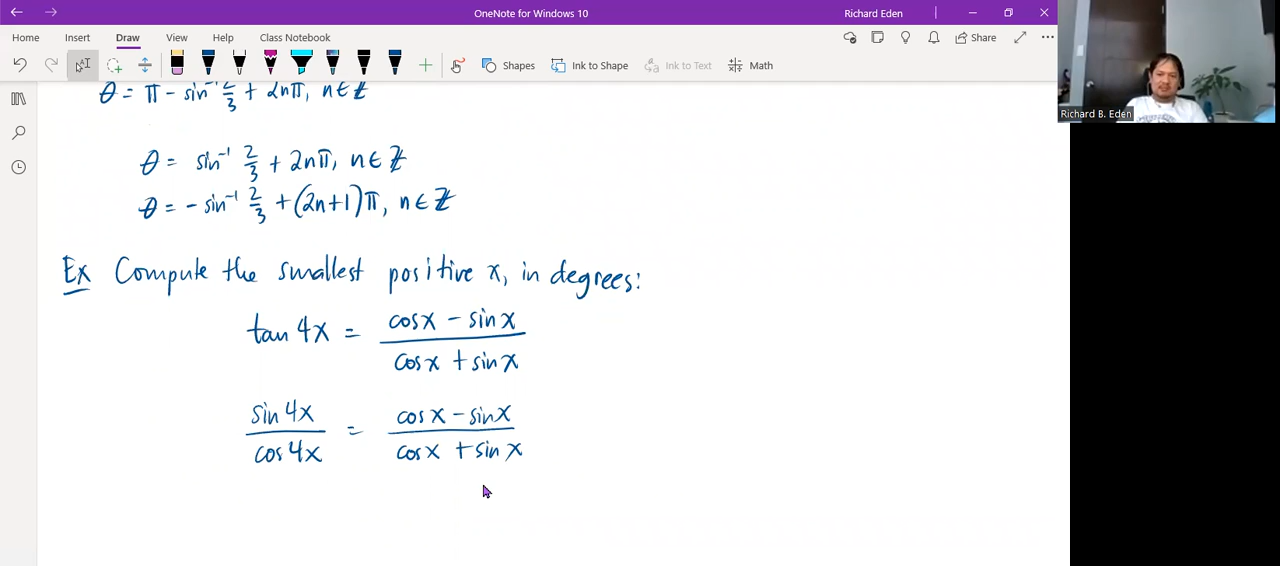 OneNote for Windows 10
Richard Eden
Home Insert Draw View Help Class Notebook
Share
Shapes Ink to Shape Ink to Text Math
θ = π - sin⁻¹ 2/3 + 2nπ, n ∈ ℤ
θ = sin⁻¹ 2/3 + 2nπ, n ∈ ℤ
θ = - sin⁻¹ 2/3 + (2n+1)π, n ∈ ℤ
Ex Compute the smallest positive x, in degrees:
tan 4x = (cos x - sin x)/(cos x + sin x)
sin 4x/cos 4x = (cos x - sin x)/(cos x + sin x)
Richard B. Eden